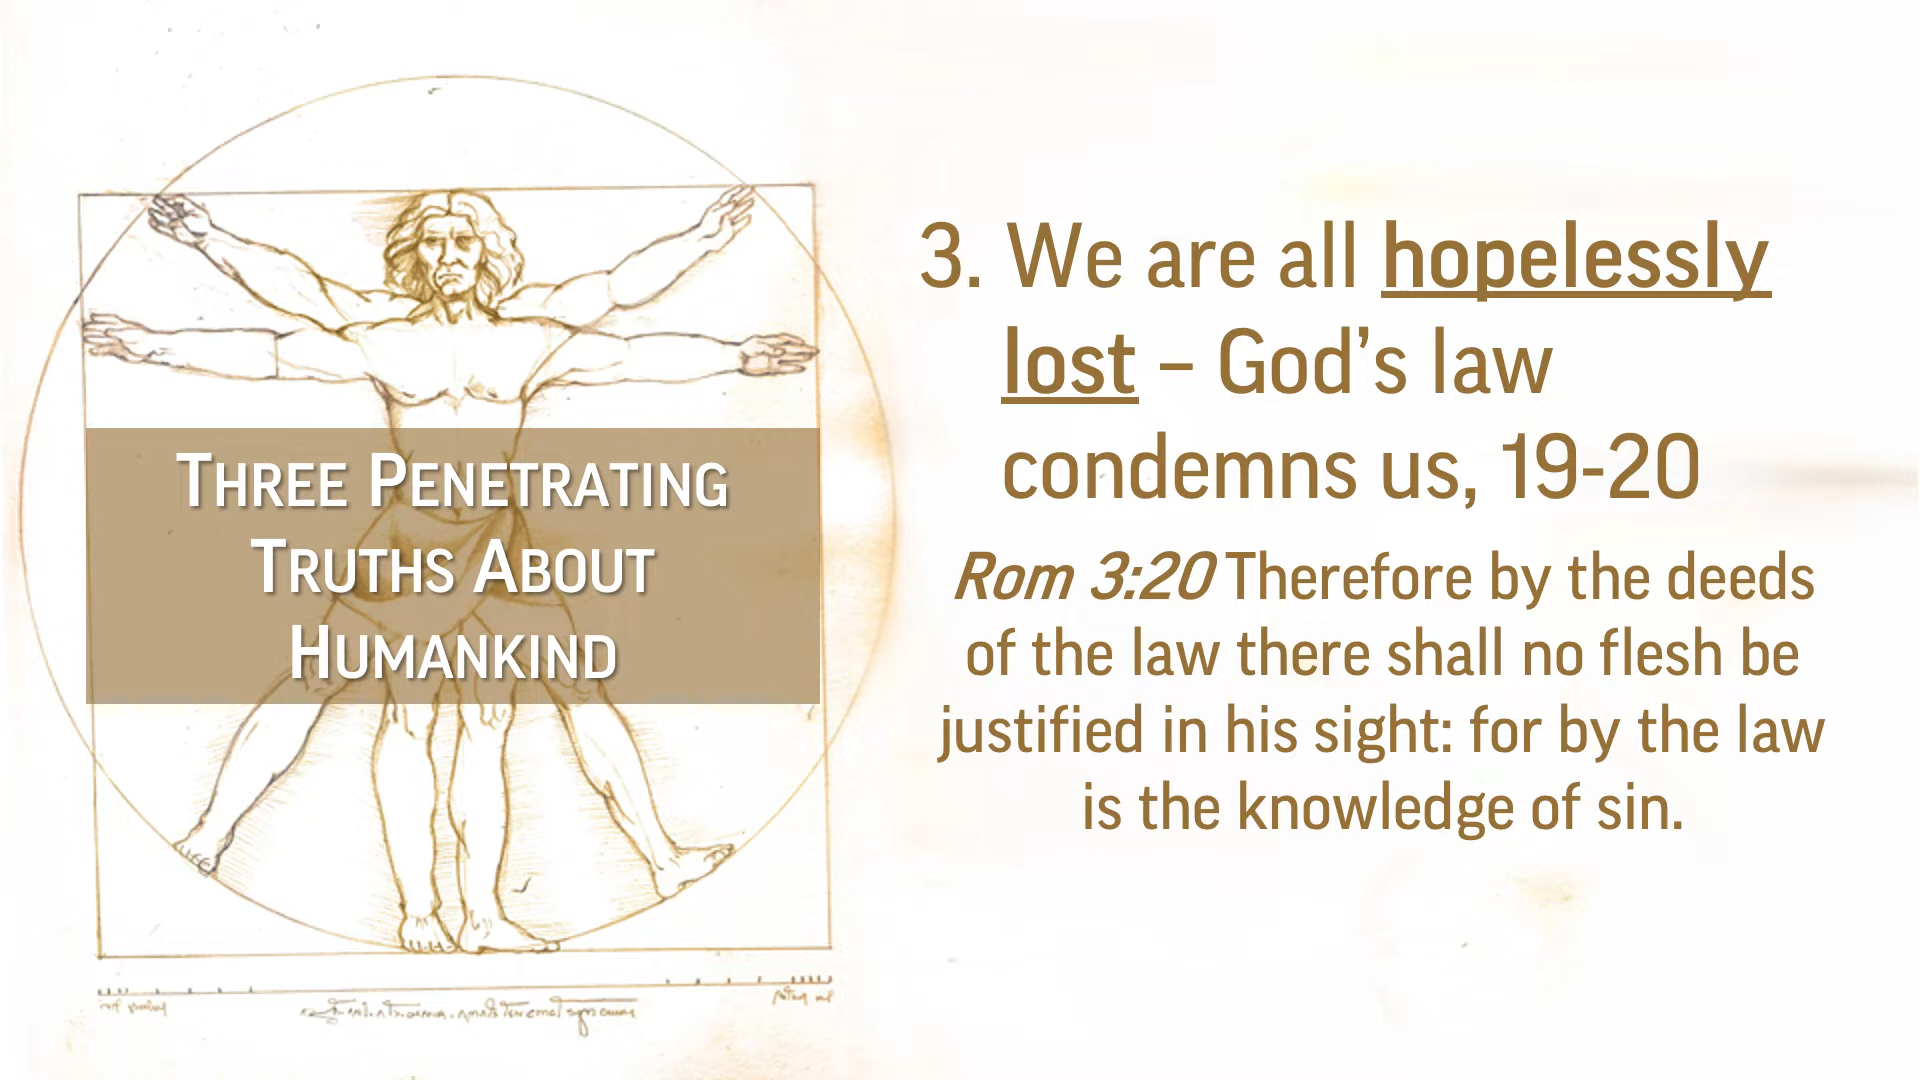 THREE PENETRATING
TRUTHS ABOUT
HUMANKIND
3. We are all hopelessly
lost – God’s law
condemns us, 19-20
Rom 3:20 Therefore by the deeds
of the law there shall no flesh be
justified in his sight: for by the law
is the knowledge of sin.